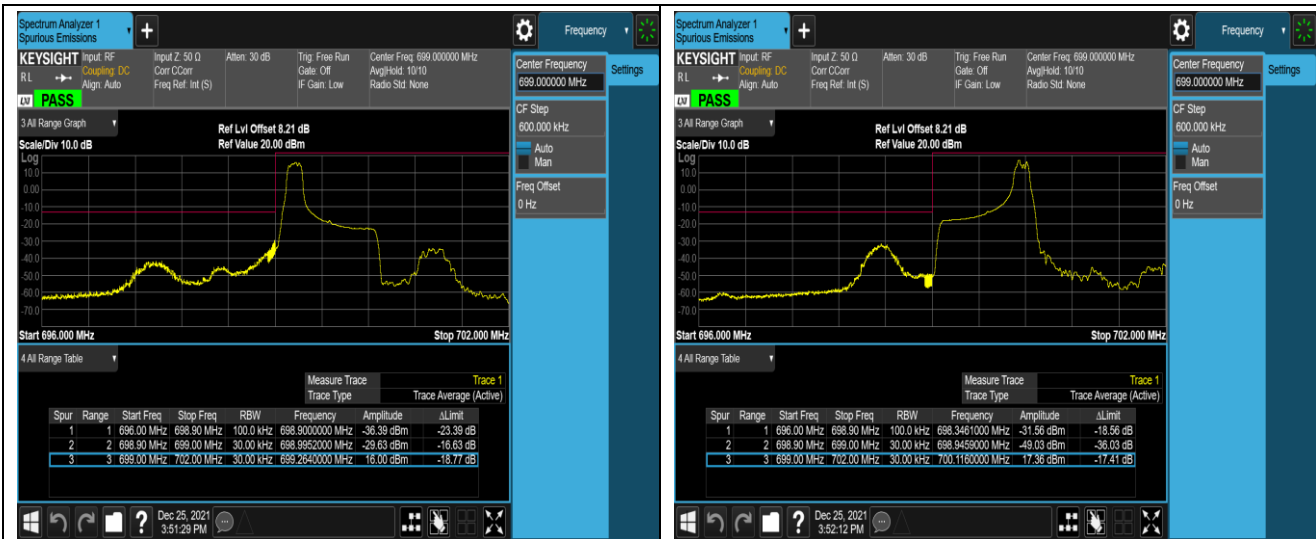 Spectrum Analyzer 1
Spurious Emissions
+
Frequency
KEYSIGHT
Input: RF
Coupling: DC
Align: Auto
Input Z: 50 Ω
Corr CCorr
Freq Ref: Int (S)
Atten: 30 dB
Trig: Free Run
Gate: Off
IF Gain: Low
Center Freq: 699.000000 MHz
Avg|Hold: 10/10
Radio Std: None
R L
LXI
PASS
Center Frequency
699.000000 MHz
Settings
CF Step
600.000 kHz
Auto
Man
Freq Offset
0 Hz
3 All Range Graph
Ref Lvl Offset 8.21 dB
Scale/Div 10.0 dB
Ref Value 20.00 dBm
Log
10.0
0.00
-10.0
-20.0
-30.0
-40.0
-50.0
-60.0
-70.0
Start 696.000 MHz
Stop 702.000 MHz
4 All Range Table
Measure Trace Trace 1
Trace Type Trace Average (Active)
Spur Range Start Freq Stop Freq RBW Frequency Amplitude ΔLimit
1 1 696.00 MHz 698.90 MHz 100.0 kHz 698.9000000 MHz -36.39 dBm -23.39 dB
2 2 698.90 MHz 699.00 MHz 30.00 kHz 698.9952000 MHz -29.63 dBm -16.63 dB
3 3 699.00 MHz 702.00 MHz 30.00 kHz 699.2640000 MHz 16.00 dBm -18.77 dB
?
Dec 25, 2021
3:51:29 PM
Spectrum Analyzer 1
Spurious Emissions
+
Frequency
KEYSIGHT
Input: RF
Coupling: DC
Align: Auto
Input Z: 50 Ω
Corr CCorr
Freq Ref: Int (S)
Atten: 30 dB
Trig: Free Run
Gate: Off
IF Gain: Low
Center Freq: 699.000000 MHz
Avg|Hold: 10/10
Radio Std: None
R L
LXI
PASS
Center Frequency
699.000000 MHz
Settings
CF Step
600.000 kHz
Auto
Man
Freq Offset
0 Hz
3 All Range Graph
Ref Lvl Offset 8.21 dB
Scale/Div 10.0 dB
Ref Value 20.00 dBm
Log
10.0
0.00
-10.0
-20.0
-30.0
-40.0
-50.0
-60.0
-70.0
Start 696.000 MHz
Stop 702.000 MHz
4 All Range Table
Measure Trace Trace 1
Trace Type Trace Average (Active)
Spur Range Start Freq Stop Freq RBW Frequency Amplitude ΔLimit
1 1 696.00 MHz 698.90 MHz 100.0 kHz 698.3461000 MHz -31.56 dBm -18.56 dB
2 2 698.90 MHz 699.00 MHz 30.00 kHz 698.9459000 MHz -49.03 dBm -36.03 dB
3 3 699.00 MHz 702.00 MHz 30.00 kHz 700.1160000 MHz 17.36 dBm -17.41 dB
?
Dec 25, 2021
3:52:12 PM